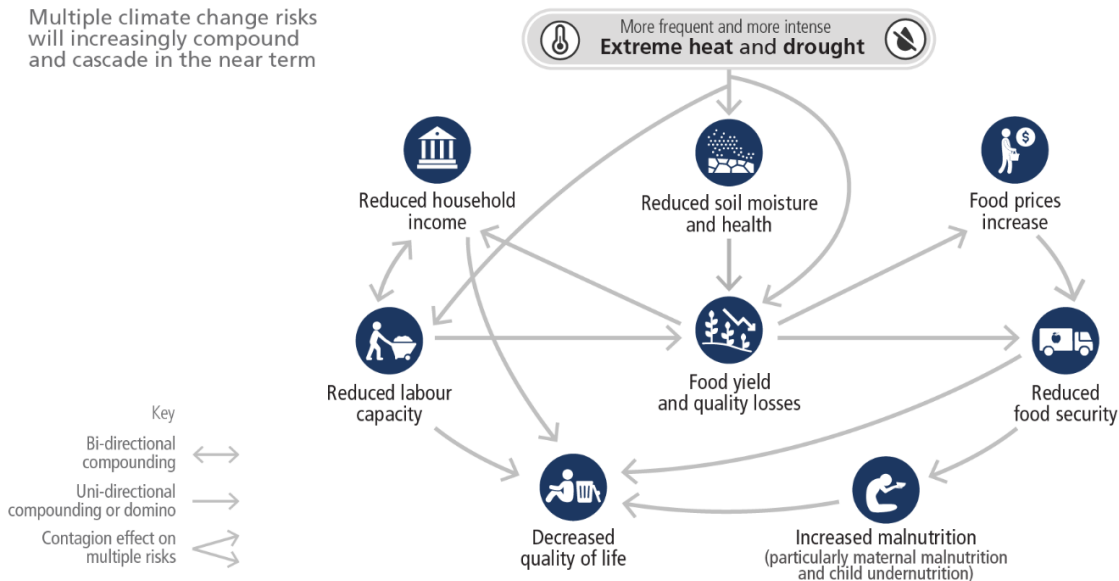 Multiple climate change risks
will increasingly compound
and cascade in the near term
More frequent and more intense
Extreme heat and drought
Reduced household
income
Reduced soil moisture
and health
$
Food prices
increase
Reduced labour
capacity
Food yield
and quality losses
Reduced
food security
Key
Bi-directional
compounding
Uni-directional
compounding or domino
Contagion effect on
multiple risks
Decreased
quality of life
Increased malnutrition
(particularly maternal malnutrition
and child undernutrition)